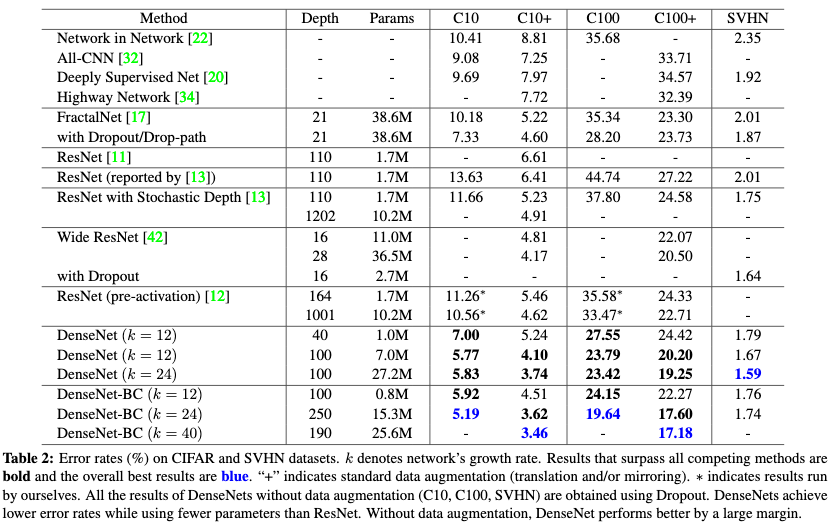 Method Depth Params C10 C10+ C100 C100+ SVHN
Network in Network [22] - - 10.41 8.81 35.68 - 2.35
All-CNN [32] - - 9.08 7.25 - 33.71 -
Deeply Supervised Net [20] - - 9.69 7.97 - 34.57 1.92
Highway Network [34] - - - 7.72 - 32.39 -
FractalNet [17] 21 38.6M 10.18 5.22 35.34 23.30 2.01
with Dropout/Drop-path 21 38.6M 7.33 4.60 28.20 23.73 1.87
ResNet [11] 110 1.7M - 6.61 - - -
ResNet (reported by [13]) 110 1.7M 13.63 6.41 44.74 27.22 2.01
ResNet with Stochastic Depth [13] 110 1.7M 11.66 5.23 37.80 24.58 1.75
1202 10.2M - 4.91 - - -
Wide ResNet [42] 16 11.0M - 4.81 - 22.07 -
28 36.5M - 4.17 - 20.50 -
with Dropout 16 2.7M - - - - 1.64
ResNet (pre-activation) [12] 164 1.7M 11.26* 5.46 35.58* 24.33 -
1001 10.2M 10.56* 4.62 33.47* 22.71 -
DenseNet (k = 12) 40 1.0M 7.00 5.24 27.55 24.42 1.79
DenseNet (k = 12) 100 7.0M 5.77 4.10 23.79 20.20 1.67
DenseNet (k = 24) 100 27.2M 5.83 3.74 23.42 19.25 1.59
DenseNet-BC (k = 12) 100 0.8M 5.92 4.51 24.15 22.27 1.76
DenseNet-BC (k = 24) 250 15.3M 5.19 3.62 19.64 17.60 1.74
DenseNet-BC (k = 40) 190 25.6M - 3.46 - 17.18 -
Table 2: Error rates (%) on CIFAR and SVHN datasets. k denotes network's growth rate. Results that surpass all competing methods are
bold and the overall best results are blue. “+” indicates standard data augmentation (translation and/or mirroring). * indicates results run
by ourselves. All the results of DenseNets without data augmentation (C10, C100, SVHN) are obtained using Dropout. DenseNets achieve
lower error rates while using fewer parameters than ResNet. Without data augmentation, DenseNet performs better by a large margin.